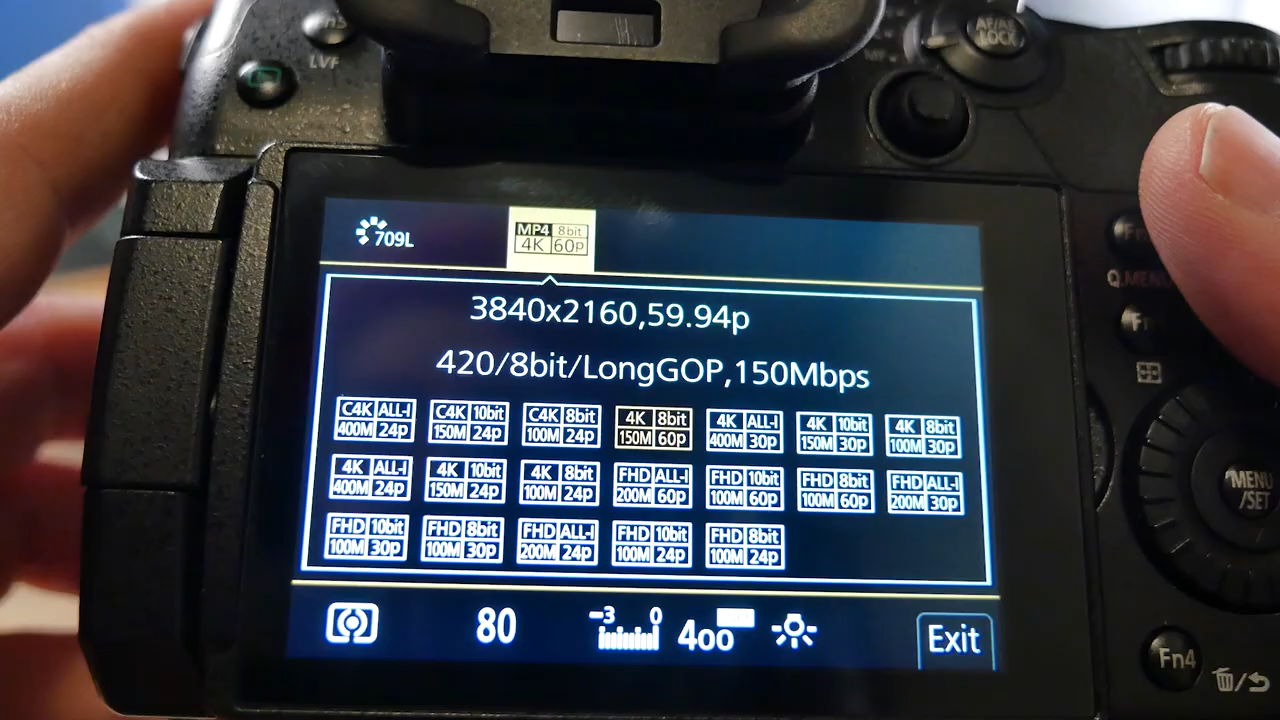 LVF
AF/AE
LOCK
MF
709L
MP4 8bit
4K 60p
3840x2160,59.94p
420/8bit/LongGOP,150Mbps
C4K ALL-I C4K 10bit C4K 8bit 4K 8bit 4K ALL-I 4K 10bit 4K 8bit
400M 24p 150M 24p 100M 24p 150M 60p 400M 30p 150M 30p 100M 30p
4K ALL-I 4K 10bit 4K 8bit FHD ALL-I FHD 10bit FHD 8bit FHD ALL-I
400M 24p 150M 24p 100M 24p 200M 60p 100M 60p 100M 60p 200M 30p
FHD 10bit FHD 8bit FHD ALL-I FHD 10bit FHD 8bit
100M 30p 100M 30p 200M 24p 100M 24p 100M 24p
80 −3 0 400 Exit
Q.MENU
MENU
/SET
Fn4